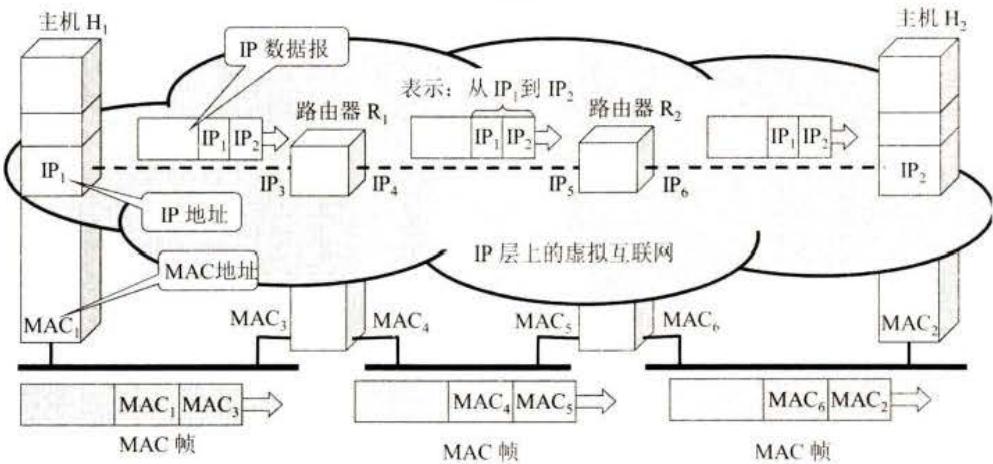 主机 H₁
主机 H₂
IP 数据报
表示：从 IP₁到 IP₂
路由器 R₁
路由器 R₂
IP₁ IP₂
IP₁ IP₂
IP₁ IP₂
IP₁
IP₃
IP₄
IP₅
IP₆
IP₂
IP 地址
IP 层上的虚拟互联网
MAC地址
MAC₁
MAC₃
MAC₄
MAC₅
MAC₆
MAC₂
MAC₁ MAC₃
MAC₄ MAC₅
MAC₆ MAC₂
MAC 帧
MAC 帧
MAC 帧